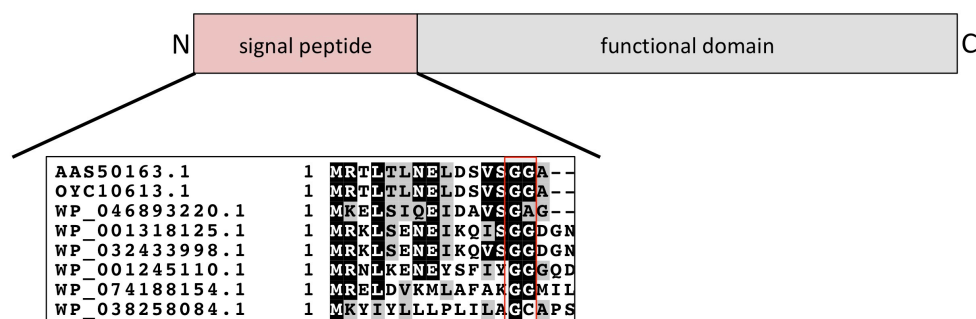 N signal peptide functional domain C
AAS50163.1 1 MRTLTLNELDSVSGGA--
OYC10613.1 1 MRTLTLNELDSVSGGA--
WP_046893220.1 1 MKELSIQEIDAVSGAG--
WP_001318125.1 1 MRKLSENEIKQISGGDGN
WP_032433998.1 1 MRKLSENEIKQVSGGDGN
WP_001245110.1 1 MRNLKENEYSFIYGGGQD
WP_074188154.1 1 MRELDVKMLAFAKGGMIL
WP_038258084.1 1 MKYIYLLLPLILAGCAPS